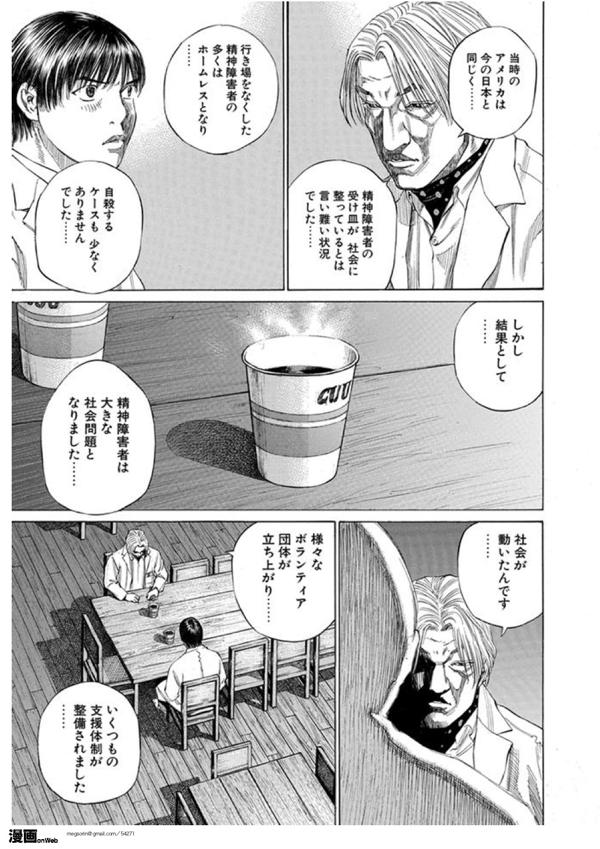 当時の
アメリカは
今の日本と
同じく……
精神障害者の
受け皿が 社会に
整っているとは
言い難い状況
でした……
行き場をなくした
精神障害者の
多くは
ホームレスとなり
……
自殺する
ケースも 少なく
ありません
でした……
しかし
結果として
……
精神障害者は
大きな
社会問題と
なりました……
社会が
動いたんです
……
様々な
ボランティア
団体が
立ち上がり……
いくつもの
支援体制が
整備されました
……
漫画onWeb
megaorin@gmail.com/54271